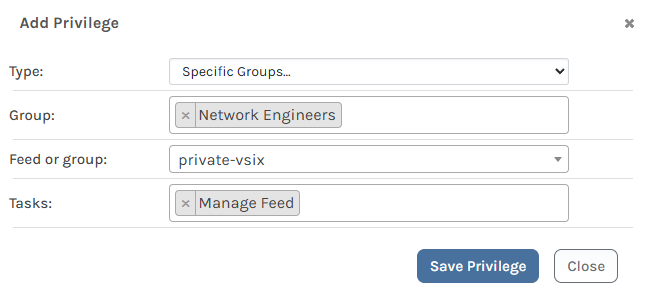 Add Privilege ×
Type: Specific Groups...
Group: × Network Engineers
Feed or group: private-vsix
Tasks: × Manage Feed
Save Privilege Close